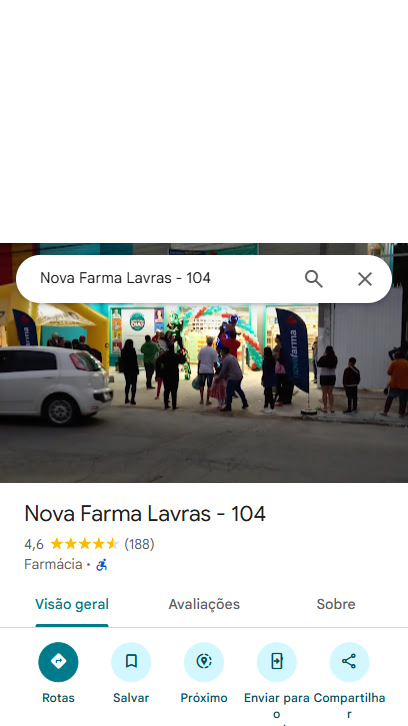 Nova Farma Lavras - 104
novafarma
Nova Farma Lavras - 104
4,6 (188)
Farmácia ·
Visão geral Avaliações Sobre
Rotas Salvar Próximo Enviar para o Compartilhar